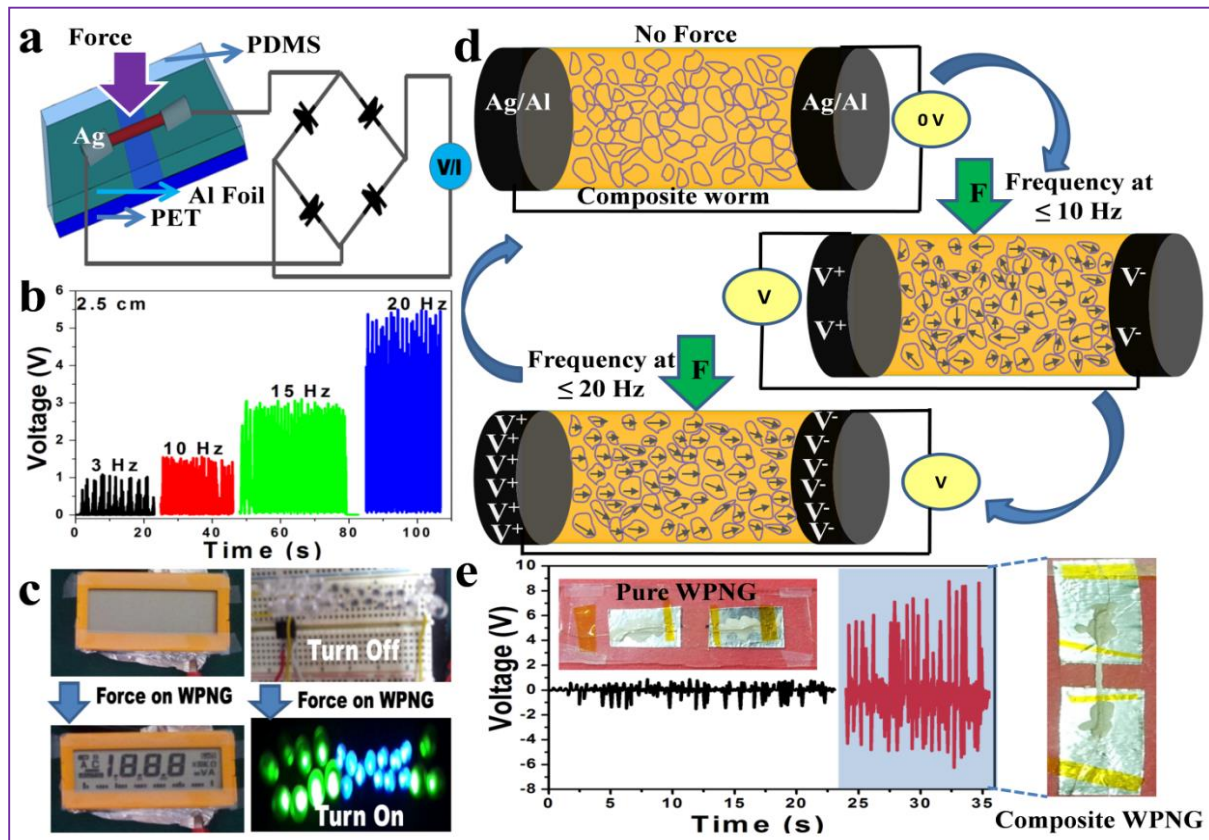 a
Force
PDMS
Ag
V/I
Al Foil
PET
b
2.5 cm
3 Hz
10 Hz
15 Hz
20 Hz
Voltage (V)
6
5
4
3
2
1
0
0 20 40 60 80 100
Time (s)
c
Turn Off
Force on WPNG
Force on WPNG
1888
Turn On
d
No Force
Ag/Al
Ag/Al
0 V
Composite worm
F
Frequency at
≤ 10 Hz
V⁺
V⁺
V
V⁻
V⁻
Frequency at
≤ 20 Hz
F
V⁺
V⁺
V⁺
V⁺
V⁺
V⁺
V⁻
V⁻
V⁻
V⁻
V⁻
V⁻
V
e
Pure WPNG
Voltage (V)
10
8
6
4
2
0
-2
-4
-6
-8
0 5 10 15 20 25 30 35
Time (s)
Composite WPNG